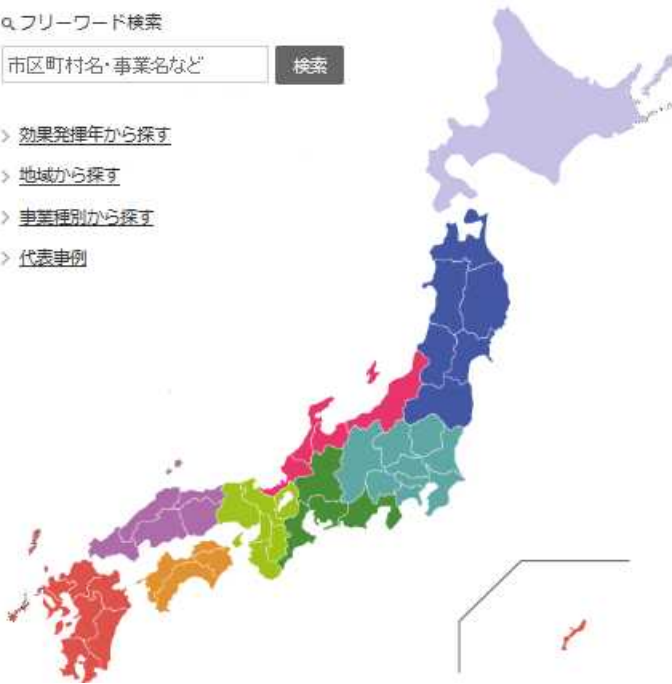 フリーワード検索
市区町村名・事業名など
検索
効果発揮年から探す
地域から探す
事業種別から探す
代表事例